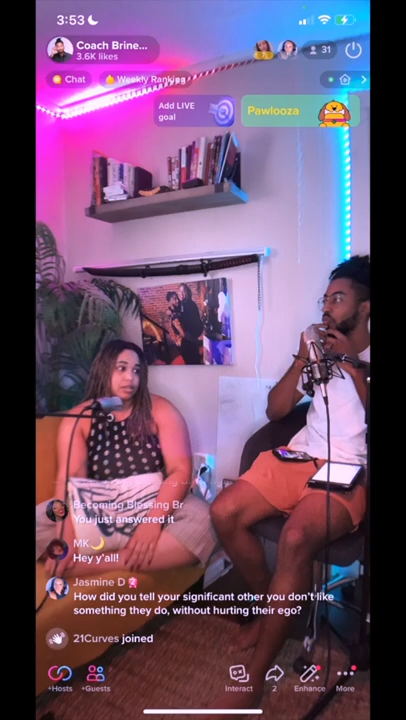 3:53
Coach Brine...
3.6K likes
31
Chat
Weekly Ranking
Add LIVE
goal
Pawlooza
Becoming Blessing Br
You just answered it
MK
Hey y'all!
Jasmine D
How did you tell your significant other you don't like
something they do, without hurting their ego?
21Curves joined
+Hosts
+Guests
Interact
2
Enhance
More